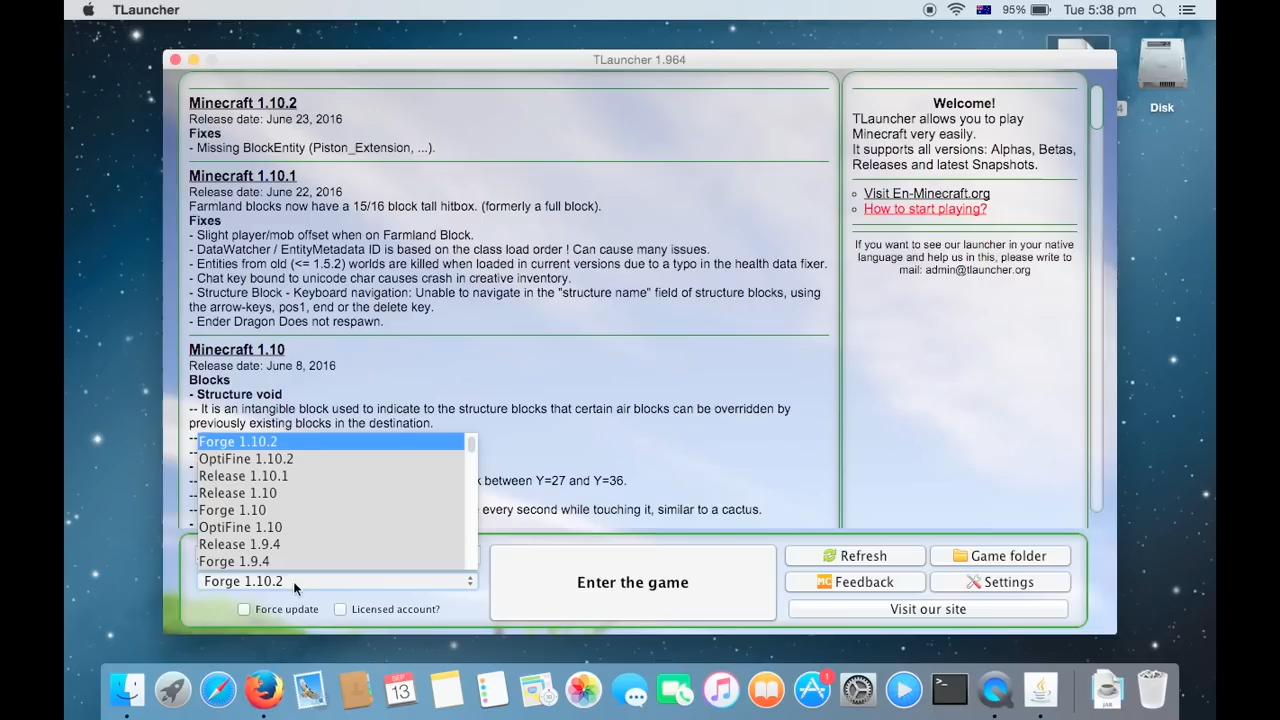 TLauncher
95%
Tue 5:38 pm
TLauncher 1.964
Minecraft 1.10.2
Release date: June 23, 2016
Fixes
- Missing BlockEntity (Piston_Extension, ...).
Minecraft 1.10.1
Release date: June 22, 2016
Farmland blocks now have a 15/16 block tall hitbox. (formerly a full block).
Fixes
- Slight player/mob offset when on Farmland Block.
- DataWatcher / EntityMetadata ID is based on the class load order ! Can cause many issues.
- Entities from old (<= 1.5.2) worlds are killed when loaded in current versions due to a typo in the health data fixer.
- Chat key bound to unicode char causes crash in creative inventory.
- Structure Block - Keyboard navigation: Unable to navigate in the "structure name" field of structure blocks, using
the arrow-keys, pos1, end or the delete key.
- Ender Dragon Does not respawn.
Minecraft 1.10
Release date: June 8, 2016
Blocks
- Structure void
-- It is an intangible block used to indicate to the structure blocks that certain air blocks can be overridden by
previously existing blocks in the destination.
k between Y=27 and Y=36.
every second while touching it, similar to a cactus.
Forge 1.10.2
OptiFine 1.10.2
Release 1.10.1
Release 1.10
Forge 1.10
OptiFine 1.10
Release 1.9.4
Forge 1.9.4
Forge 1.10.2
Force update
Licensed account?
Enter the game
Refresh
Game folder
MC Feedback
Settings
Visit our site
Welcome!
TLauncher allows you to play
Minecraft very easily.
It supports all versions: Alphas, Betas,
Releases and latest Snapshots.
Visit En-Minecraft.org
How to start playing?
If you want to see our launcher in your native
language and help us in this, please write to
mail: admin@tlauncher.org
Disk
4
SEP
13
1
JAR